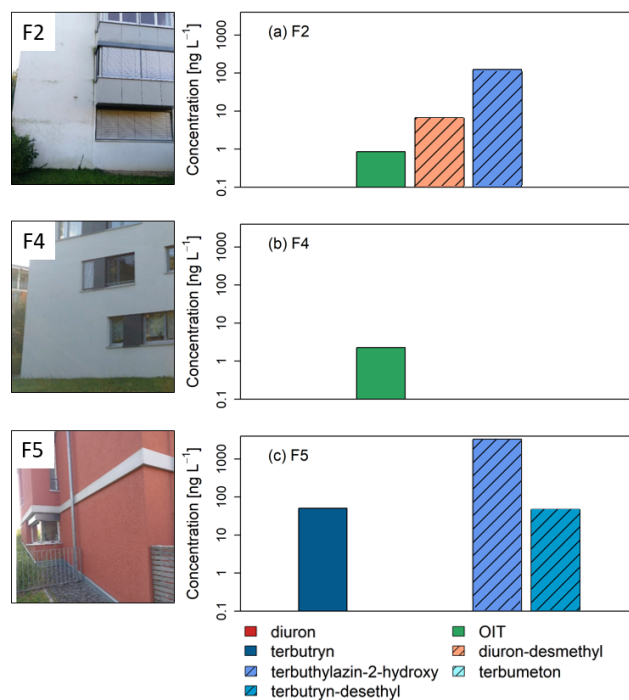 F2
(a) F2
Concentration [ng L⁻¹]
1000
100
10
1
0.1
F4
(b) F4
Concentration [ng L⁻¹]
1000
100
10
1
0.1
F5
(c) F5
Concentration [ng L⁻¹]
1000
100
10
1
0.1
diuron
terbutryn
terbuthylazin-2-hydroxy
terbutryn-desethyl
OIT
diuron-desmethyl
terbumeton